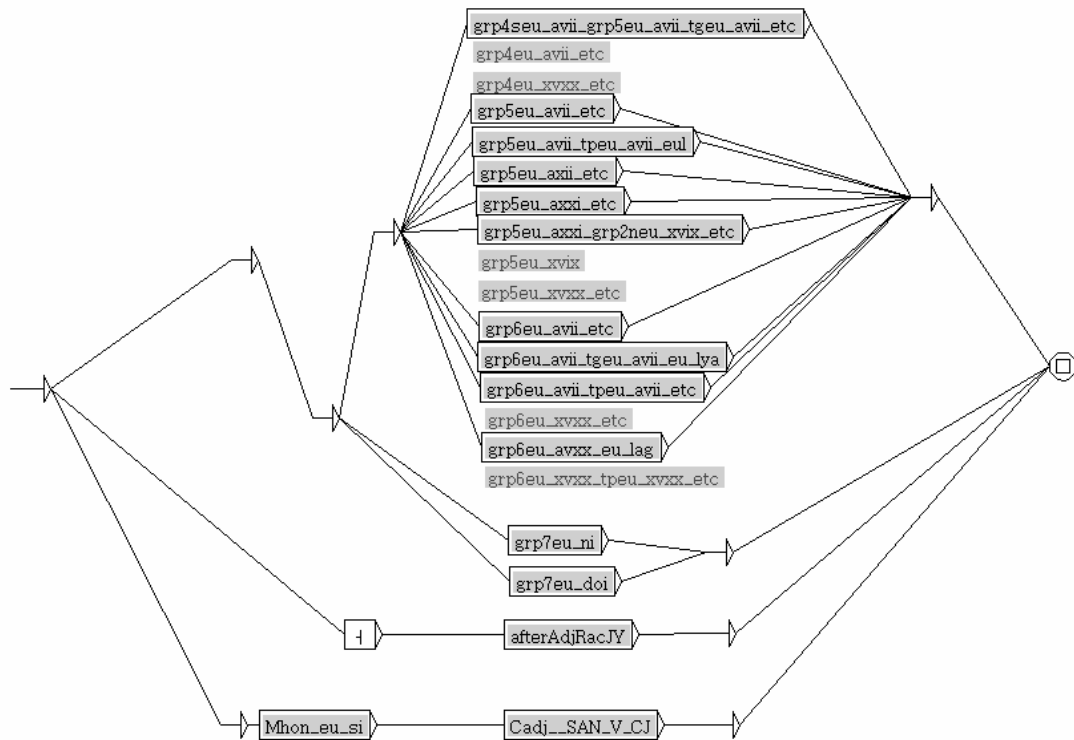 grp4seu_avii_grp5eu_avii_tgeu_avii_etc
grp4eu_avii_etc
grp4eu_xvxx_etc
grp5eu_avii_etc
grp5eu_avii_tpeu_avii_eul
grp5eu_axii_etc
grp5eu_axxi_etc
grp5eu_axxi_grp2neu_xvix_etc
grp5eu_xvix
grp5eu_xvxx_etc
grp6eu_avii_etc
grp6eu_avii_tgeu_avii_eu_lya
grp6eu_avii_tpeu_avii_etc
grp6eu_xvxx_etc
grp6eu_avxx_eu_lag
grp6eu_xvxx_tpeu_xvxx_etc
grp7eu_ni
grp7eu_doi
ㅓ afterAdjRacJY
Mhon_eu_si Cadj__SAN_V_CJ